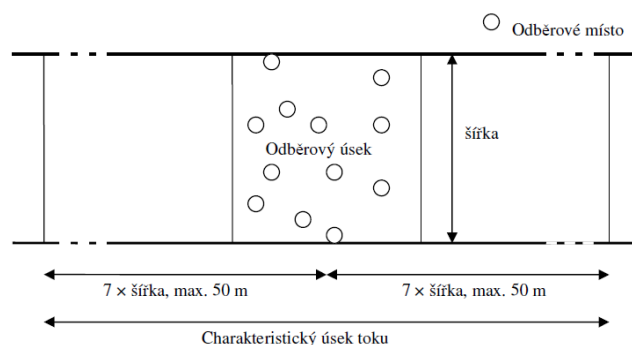 Odběrové místo
šířka
Odběrový úsek
7 × šířka, max. 50 m
7 × šířka, max. 50 m
Charakteristický úsek toku